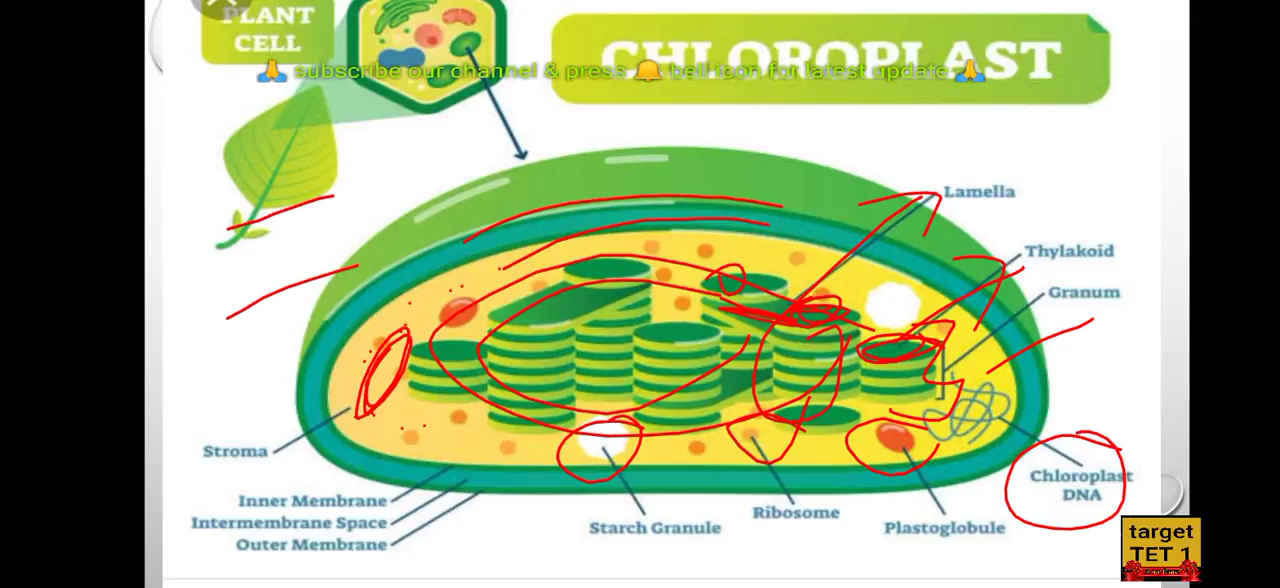 PLANT
CELL
CHLOROPLAST
🙏 subscribe our channel & press 🔔 bell icon for latest update 🙏
Lamella
Thylakoid
Granum
Stroma
Chloroplast
DNA
Inner Membrane
Intermembrane Space
Outer Membrane
Starch Granule
Ribosome
Plastoglobule
target
TET 1